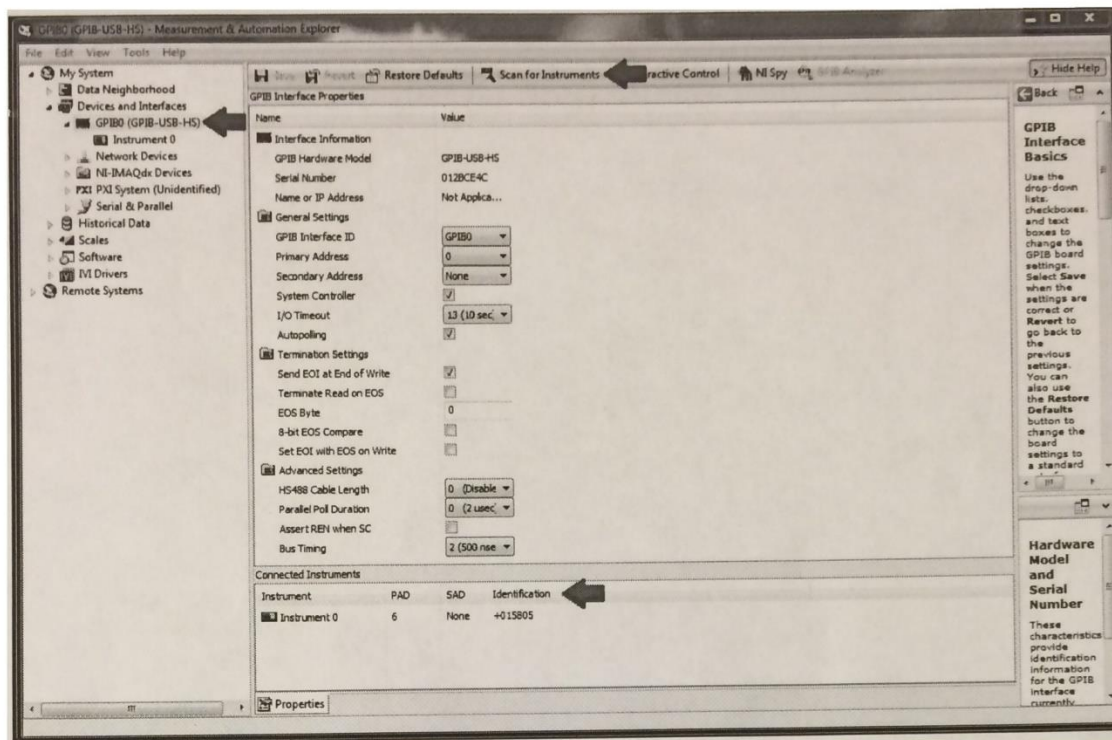 GPIB0 (GPIB-USB-HS) - Measurement & Automation Explorer
File Edit View Tools Help
My System
Data Neighborhood
Devices and Interfaces
GPIB0 (GPIB-USB-HS)
Instrument 0
Network Devices
NI-IMAQdx Devices
PXI PXI System (Unidentified)
Serial & Parallel
Historical Data
Scales
Software
IVI Drivers
Remote Systems
Save Revert Restore Defaults Scan for Instruments ractive Control NI Spy GPIB Analyzer
Hide Help
GPIB Interface Properties
Name Value
Interface Information
GPIB Hardware Model GPIB-USB-HS
Serial Number 012BCE4C
Name or IP Address Not Applica...
General Settings
GPIB Interface ID GPIB0
Primary Address 0
Secondary Address None
System Controller
I/O Timeout 13 (10 sec)
Autopolling
Termination Settings
Send EOI at End of Write
Terminate Read on EOS
EOS Byte 0
8-bit EOS Compare
Set EOI with EOS on Write
Advanced Settings
HS488 Cable Length 0 (Disable
Parallel Poll Duration 0 (2 usec)
Assert REN when SC
Bus Timing 2 (500 nse
Connected Instruments
Instrument PAD SAD Identification
Instrument 0 6 None +015805
Properties
Back
GPIB
Interface
Basics
Use the
drop-down
lists,
checkboxes,
and text
boxes to
change the
GPIB board
settings.
Select Save
when the
settings are
correct or
Revert to
go back to
the
previous
settings.
You can
also use
the Restore
Defaults
button to
change the
board
settings to
a standard
Hardware
Model
and
Serial
Number
These
characteristics
provide
identification
information
for the GPIB
interface
currently